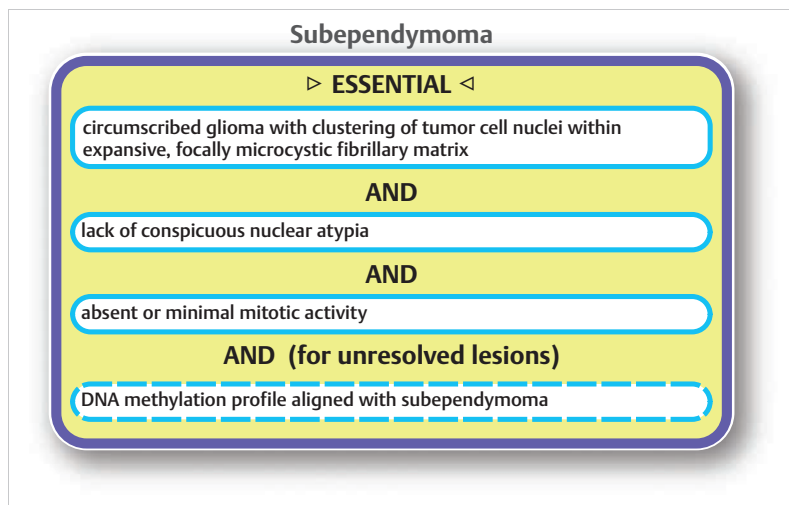 Subependymoma
▷ ESSENTIAL ◁
circumscribed glioma with clustering of tumor cell nuclei within
expansive, focally microcystic fibrillary matrix
AND
lack of conspicuous nuclear atypia
AND
absent or minimal mitotic activity
AND (for unresolved lesions)
DNA methylation profile aligned with subependymoma